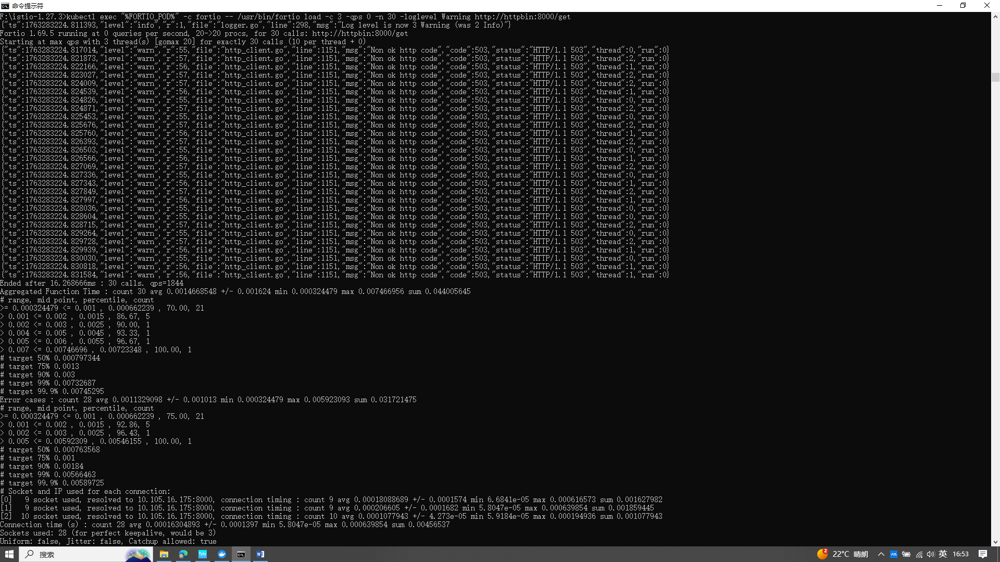 命令提示符
F:\istio-1.27.3>kubectl exec "%FORTIO_POD%" -c fortio -- /usr/bin/fortio load -c 3 -qps 0 -n 30 -loglevel Warning http://httpbin:8000/get
{"ts":1763283224.811393,"level":"info","r":1,"file":"logger.go","line":298,"msg":"Log level is now 3 Warning (was 2 Info)"}
Fortio 1.69.5 running at 0 queries per second, 20->20 procs, for 30 calls: http://httpbin:8000/get
Starting at max qps with 3 thread(s) [gomax 20] for exactly 30 calls (10 per thread + 0)
{"ts":1763283224.817014,"level":"warn","r":55,"file":"http_client.go","line":1151,"msg":"Non ok http code","code":503,"status":"HTTP/1.1 503","thread":0,"run":0}
{"ts":1763283224.821873,"level":"warn","r":57,"file":"http_client.go","line":1151,"msg":"Non ok http code","code":503,"status":"HTTP/1.1 503","thread":2,"run":0}
{"ts":1763283224.822166,"level":"warn","r":56,"file":"http_client.go","line":1151,"msg":"Non ok http code","code":503,"status":"HTTP/1.1 503","thread":1,"run":0}
{"ts":1763283224.823027,"level":"warn","r":57,"file":"http_client.go","line":1151,"msg":"Non ok http code","code":503,"status":"HTTP/1.1 503","thread":2,"run":0}
{"ts":1763283224.824009,"level":"warn","r":57,"file":"http_client.go","line":1151,"msg":"Non ok http code","code":503,"status":"HTTP/1.1 503","thread":2,"run":0}
{"ts":1763283224.824539,"level":"warn","r":56,"file":"http_client.go","line":1151,"msg":"Non ok http code","code":503,"status":"HTTP/1.1 503","thread":1,"run":0}
{"ts":1763283224.824826,"level":"warn","r":55,"file":"http_client.go","line":1151,"msg":"Non ok http code","code":503,"status":"HTTP/1.1 503","thread":0,"run":0}
{"ts":1763283224.824871,"level":"warn","r":57,"file":"http_client.go","line":1151,"msg":"Non ok http code","code":503,"status":"HTTP/1.1 503","thread":2,"run":0}
{"ts":1763283224.825453,"level":"warn","r":55,"file":"http_client.go","line":1151,"msg":"Non ok http code","code":503,"status":"HTTP/1.1 503","thread":0,"run":0}
{"ts":1763283224.825676,"level":"warn","r":57,"file":"http_client.go","line":1151,"msg":"Non ok http code","code":503,"status":"HTTP/1.1 503","thread":2,"run":0}
{"ts":1763283224.825760,"level":"warn","r":56,"file":"http_client.go","line":1151,"msg":"Non ok http code","code":503,"status":"HTTP/1.1 503","thread":1,"run":0}
{"ts":1763283224.826393,"level":"warn","r":57,"file":"http_client.go","line":1151,"msg":"Non ok http code","code":503,"status":"HTTP/1.1 503","thread":2,"run":0}
{"ts":1763283224.826503,"level":"warn","r":55,"file":"http_client.go","line":1151,"msg":"Non ok http code","code":503,"status":"HTTP/1.1 503","thread":0,"run":0}
{"ts":1763283224.826566,"level":"warn","r":56,"file":"http_client.go","line":1151,"msg":"Non ok http code","code":503,"status":"HTTP/1.1 503","thread":1,"run":0}
{"ts":1763283224.827069,"level":"warn","r":57,"file":"http_client.go","line":1151,"msg":"Non ok http code","code":503,"status":"HTTP/1.1 503","thread":2,"run":0}
{"ts":1763283224.827336,"level":"warn","r":55,"file":"http_client.go","line":1151,"msg":"Non ok http code","code":503,"status":"HTTP/1.1 503","thread":0,"run":0}
{"ts":1763283224.827343,"level":"warn","r":56,"file":"http_client.go","line":1151,"msg":"Non ok http code","code":503,"status":"HTTP/1.1 503","thread":1,"run":0}
{"ts":1763283224.827849,"level":"warn","r":57,"file":"http_client.go","line":1151,"msg":"Non ok http code","code":503,"status":"HTTP/1.1 503","thread":2,"run":0}
{"ts":1763283224.827997,"level":"warn","r":56,"file":"http_client.go","line":1151,"msg":"Non ok http code","code":503,"status":"HTTP/1.1 503","thread":1,"run":0}
{"ts":1763283224.828036,"level":"warn","r":55,"file":"http_client.go","line":1151,"msg":"Non ok http code","code":503,"status":"HTTP/1.1 503","thread":0,"run":0}
{"ts":1763283224.828604,"level":"warn","r":55,"file":"http_client.go","line":1151,"msg":"Non ok http code","code":503,"status":"HTTP/1.1 503","thread":0,"run":0}
{"ts":1763283224.828715,"level":"warn","r":57,"file":"http_client.go","line":1151,"msg":"Non ok http code","code":503,"status":"HTTP/1.1 503","thread":2,"run":0}
{"ts":1763283224.829264,"level":"warn","r":55,"file":"http_client.go","line":1151,"msg":"Non ok http code","code":503,"status":"HTTP/1.1 503","thread":0,"run":0}
{"ts":1763283224.829728,"level":"warn","r":57,"file":"http_client.go","line":1151,"msg":"Non ok http code","code":503,"status":"HTTP/1.1 503","thread":2,"run":0}
{"ts":1763283224.829939,"level":"warn","r":56,"file":"http_client.go","line":1151,"msg":"Non ok http code","code":503,"status":"HTTP/1.1 503","thread":1,"run":0}
{"ts":1763283224.830030,"level":"warn","r":55,"file":"http_client.go","line":1151,"msg":"Non ok http code","code":503,"status":"HTTP/1.1 503","thread":0,"run":0}
{"ts":1763283224.830818,"level":"warn","r":56,"file":"http_client.go","line":1151,"msg":"Non ok http code","code":503,"status":"HTTP/1.1 503","thread":1,"run":0}
{"ts":1763283224.831584,"level":"warn","r":56,"file":"http_client.go","line":1151,"msg":"Non ok http code","code":503,"status":"HTTP/1.1 503","thread":1,"run":0}
Ended after 16.268666ms : 30 calls. qps=1844
Aggregated Function Time : count 30 avg 0.0014668548 +/- 0.001624 min 0.000324479 max 0.007466956 sum 0.044005645
# range, mid point, percentile, count
>= 0.000324479 <= 0.001 , 0.000662239 , 70.00, 21
> 0.001 <= 0.002 , 0.0015 , 86.67, 5
> 0.002 <= 0.003 , 0.0025 , 90.00, 1
> 0.004 <= 0.005 , 0.0045 , 93.33, 1
> 0.005 <= 0.006 , 0.0055 , 96.67, 1
> 0.007 <= 0.00746696 , 0.00723348 , 100.00, 1
# target 50% 0.000797344
# target 75% 0.0013
# target 90% 0.003
# target 99% 0.00732687
# target 99.9% 0.00745295
Error cases : count 28 avg 0.0011329098 +/- 0.001013 min 0.000324479 max 0.005923093 sum 0.031721475
# range, mid point, percentile, count
>= 0.000324479 <= 0.001 , 0.000662239 , 75.00, 21
> 0.001 <= 0.002 , 0.0015 , 92.86, 5
> 0.002 <= 0.003 , 0.0025 , 96.43, 1
> 0.005 <= 0.00592309 , 0.00546155 , 100.00, 1
# target 50% 0.000763568
# target 75% 0.001
# target 90% 0.00184
# target 99% 0.00566463
# target 99.9% 0.00589725
# Socket and IP used for each connection:
[0]   9 socket used, resolved to 10.105.16.175:8000, connection timing : count 9 avg 0.00018088689 +/- 0.0001574 min 6.6841e-05 max 0.000616573 sum 0.001627982
[1]   9 socket used, resolved to 10.105.16.175:8000, connection timing : count 9 avg 0.000206605 +/- 0.0001682 min 5.8047e-05 max 0.000639854 sum 0.001859445
[2]  10 socket used, resolved to 10.105.16.175:8000, connection timing : count 10 avg 0.0001077943 +/- 4.273e-05 min 5.9184e-05 max 0.000194936 sum 0.001077943
Connection time (s) : count 28 avg 0.00016304893 +/- 0.0001397 min 5.8047e-05 max 0.000639854 sum 0.00456537
Sockets used: 28 (for perfect keepalive, would be 3)
Uniform: false, Jitter: false, Catchup allowed: true
搜索
Tyty
2
22°C 晴朗
英
16:53